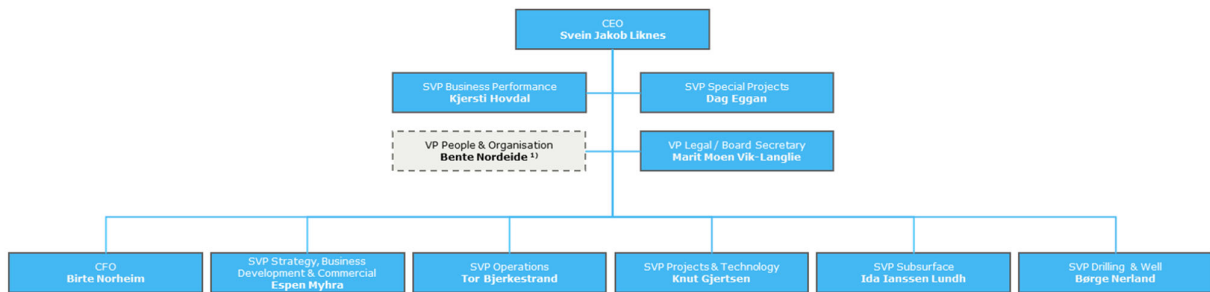 CEO
Svein Jakob Liknes
SVP Business Performance
Kjersti Hovdal
SVP Special Projects
Dag Eggan
VP People & Organisation
Bente Nordeide ¹⁾
VP Legal / Board Secretary
Marit Moen Vik-Langlie
CFO
Birte Norheim
SVP Strategy, Business
Development & Commercial
Espen Myhra
SVP Operations
Tor Bjerkestrand
SVP Projects & Technology
Knut Gjertsen
SVP Subsurface
Ida Ianssen Lundh
SVP Drilling & Well
Børge Nerland